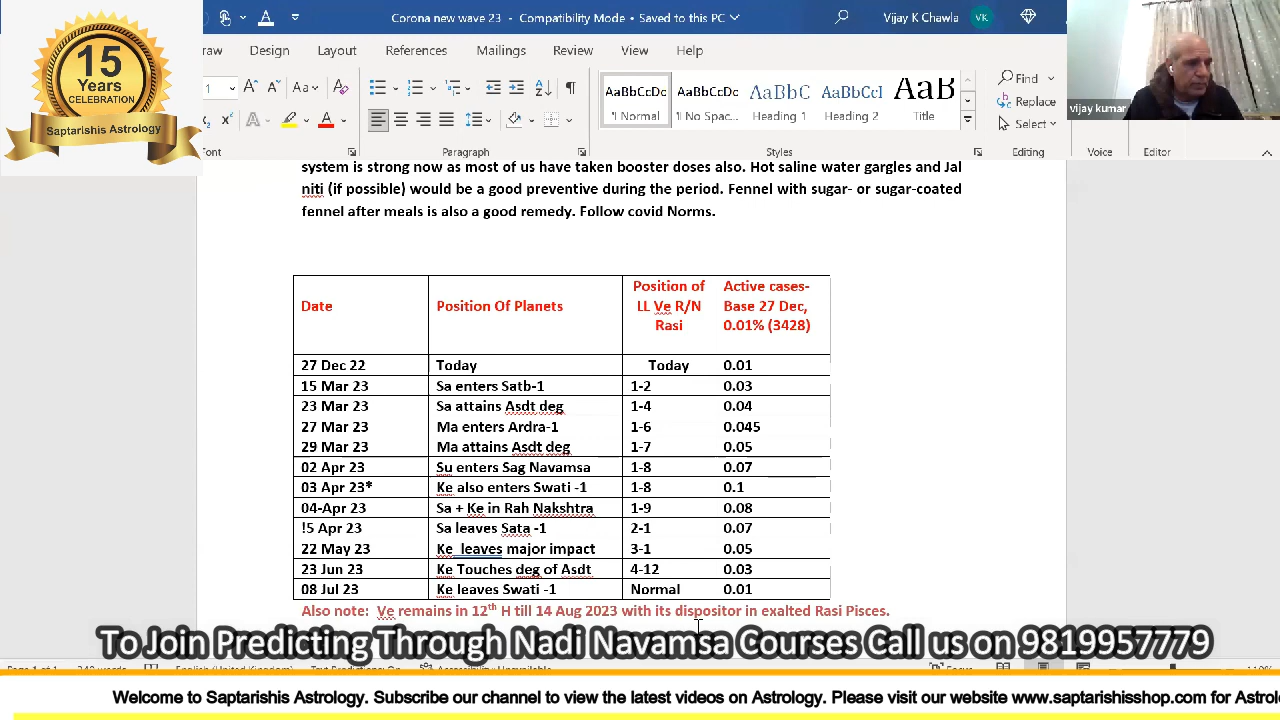 15
Years
CELEBRATION
Saptarishis Astrology
Corona new wave 23 - Compatibility Mode • Saved to this PC
Vijay K Chawla VK
raw Design Layout References Mailings Review View Help
1
Aa
AaBbCcDc AaBbCcDc AaBbC AaBbCcI AaB
¶ Normal ¶ No Spac... Heading 1 Heading 2 Title
Find
Replace
Select
Font Paragraph Styles Editing Voice Editor
vijay kumar
system is strong now as most of us have taken booster doses also. Hot saline water gargles and Jal
niti (if possible) would be a good preventive during the period. Fennel with sugar- or sugar-coated
fennel after meals is also a good remedy. Follow covid Norms.
Date Position Of Planets Position of LL Ve R/N Rasi Active cases- Base 27 Dec, 0.01% (3428)
27 Dec 22 Today Today 0.01
15 Mar 23 Sa enters Satb-1 1-2 0.03
23 Mar 23 Sa attains Asdt deg 1-4 0.04
27 Mar 23 Ma enters Ardra-1 1-6 0.045
29 Mar 23 Ma attains Asdt deg 1-7 0.05
02 Apr 23 Su enters Sag Navamsa 1-8 0.07
03 Apr 23* Ke also enters Swati -1 1-8 0.1
04-Apr 23 Sa + Ke in Rah Nakshtra 1-9 0.08
!5 Apr 23 Sa leaves Sata -1 2-1 0.07
22 May 23 Ke leaves major impact 3-1 0.05
23 Jun 23 Ke Touches deg of Asdt 4-12 0.03
08 Jul 23 Ke leaves Swati -1 Normal 0.01
Also note: Ve remains in 12th H till 14 Aug 2023 with its dispositor in exalted Rasi Pisces.
To Join Predicting Through Nadi Navamsa Courses Call us on 9819957779
Welcome to Saptarishis Astrology. Subscribe our channel to view the latest videos on Astrology. Please visit our website www.saptarishisshop.com for Astrol